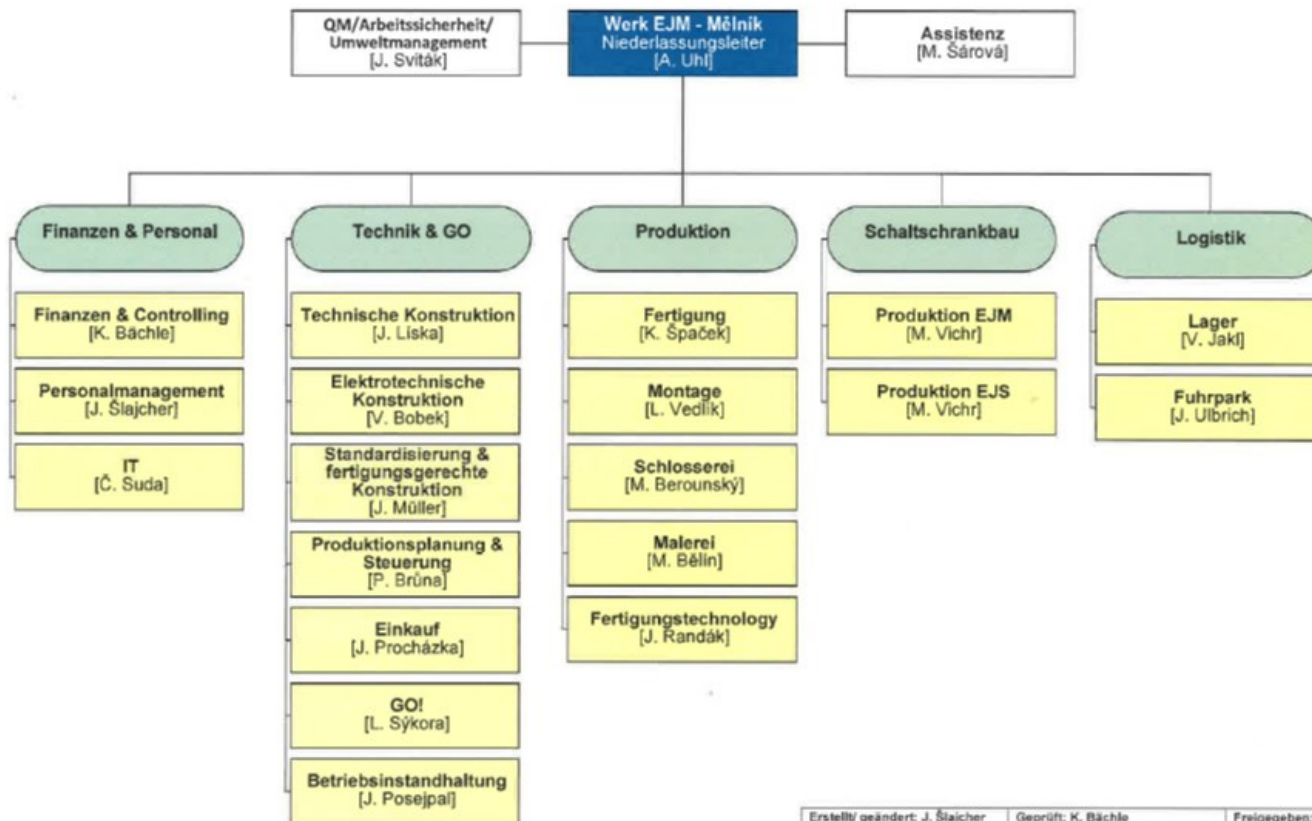 QM/Arbeitssicherheit/
Umweltmanagement
[J. Sviták]
Werk EJM - Mělník
Niederlassungsleiter
[A. Uhl]
Assistenz
[M. Šárová]
Finanzen & Personal
Technik & GO
Produktion
Schaltschrankbau
Logistik
Finanzen & Controlling
[K. Bächle]
Personalmanagement
[J. Šlajcher]
IT
[Č. Suda]
Technische Konstruktion
[J. Líska]
Elektrotechnische
Konstruktion
[V. Bobek]
Standardisierung &
fertigungsgerechte
Konstruktion
[J. Müller]
Produktionsplanung &
Steuerung
[P. Brůna]
Einkauf
[J. Procházka]
GO!
[L. Sýkora]
Betriebsinstandhaltung
[J. Posejpal]
Fertigung
[K. Špaček]
Montage
[L. Vedlík]
Schlosserei
[M. Berounský]
Malerei
[M. Bělin]
Fertigungstechnology
[J. Randák]
Produktion EJM
[M. Vichr]
Produktion EJS
[M. Vichr]
Lager
[V. Jakl]
Fuhrpark
[J. Ulbrich]
Erstellt/ geändert: J. Šlajcher
Geprüft: K. Bächle
Freigegeben: